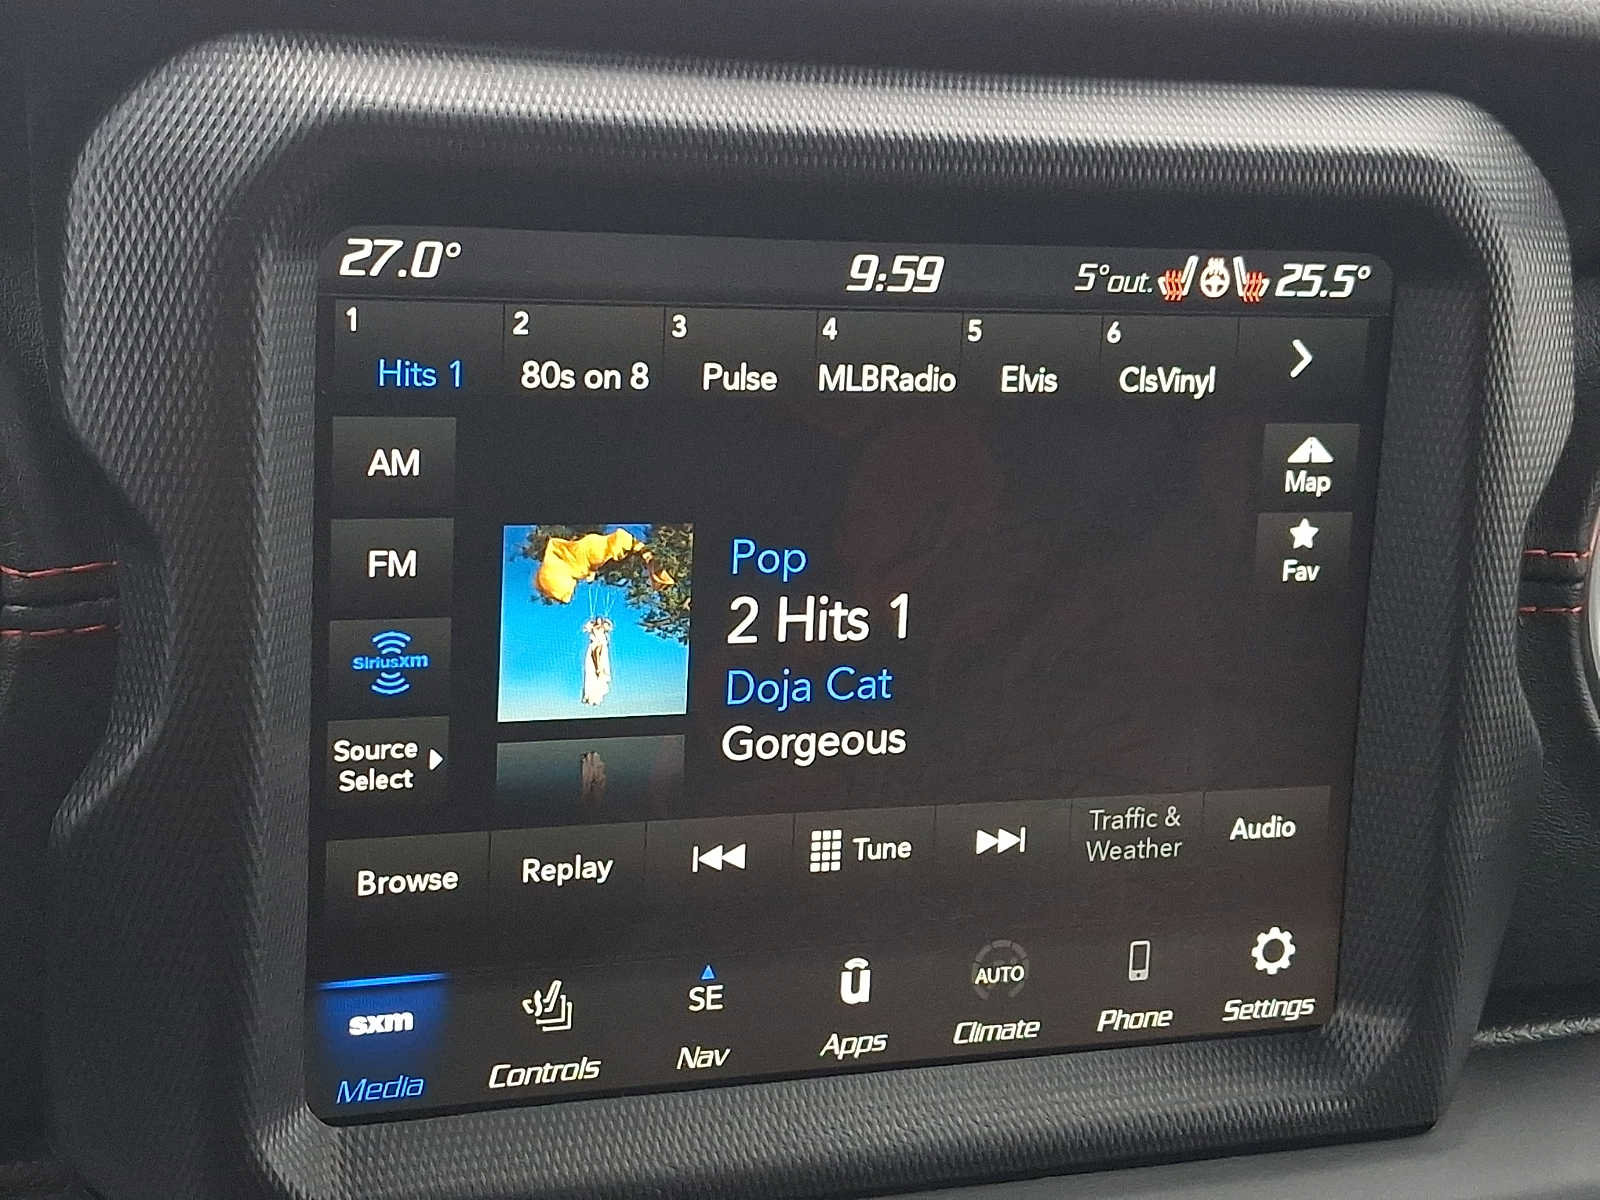 27.0° 9:59 5°out. 25.5°
1 2 3 4 5 6
Hits 1 80s on 8 Pulse MLBRadio Elvis ClsVinyl
AM
Map
FM
Fav
SiriusXM
Source
Select
Pop
2 Hits 1
Doja Cat
Gorgeous
Browse Replay Tune Traffic &
Weather Audio
sxm SE û AUTO
Media Controls Nav Apps Climate Phone Settings